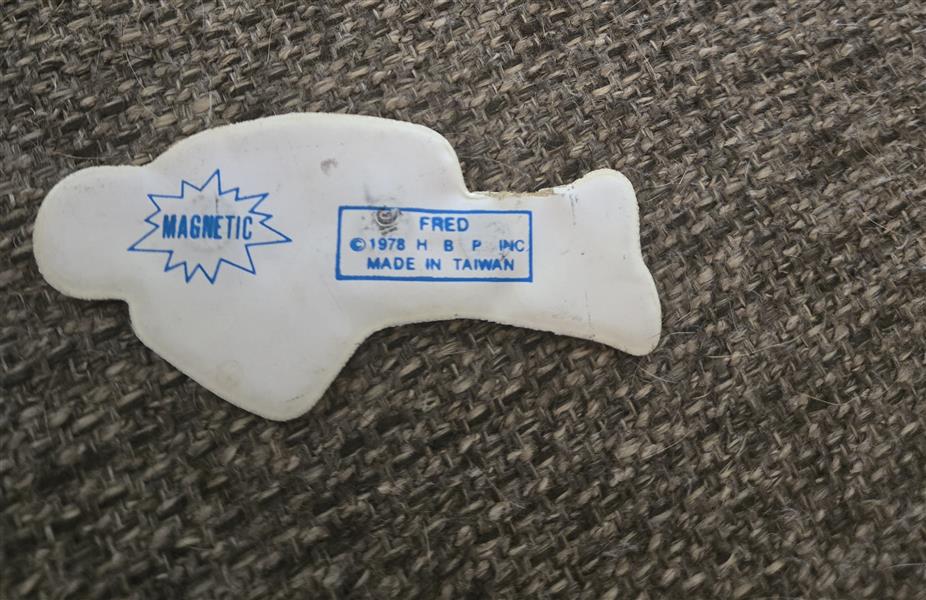 MAGNETIC
FRED
©1978 H B P INC
MADE IN TAIWAN